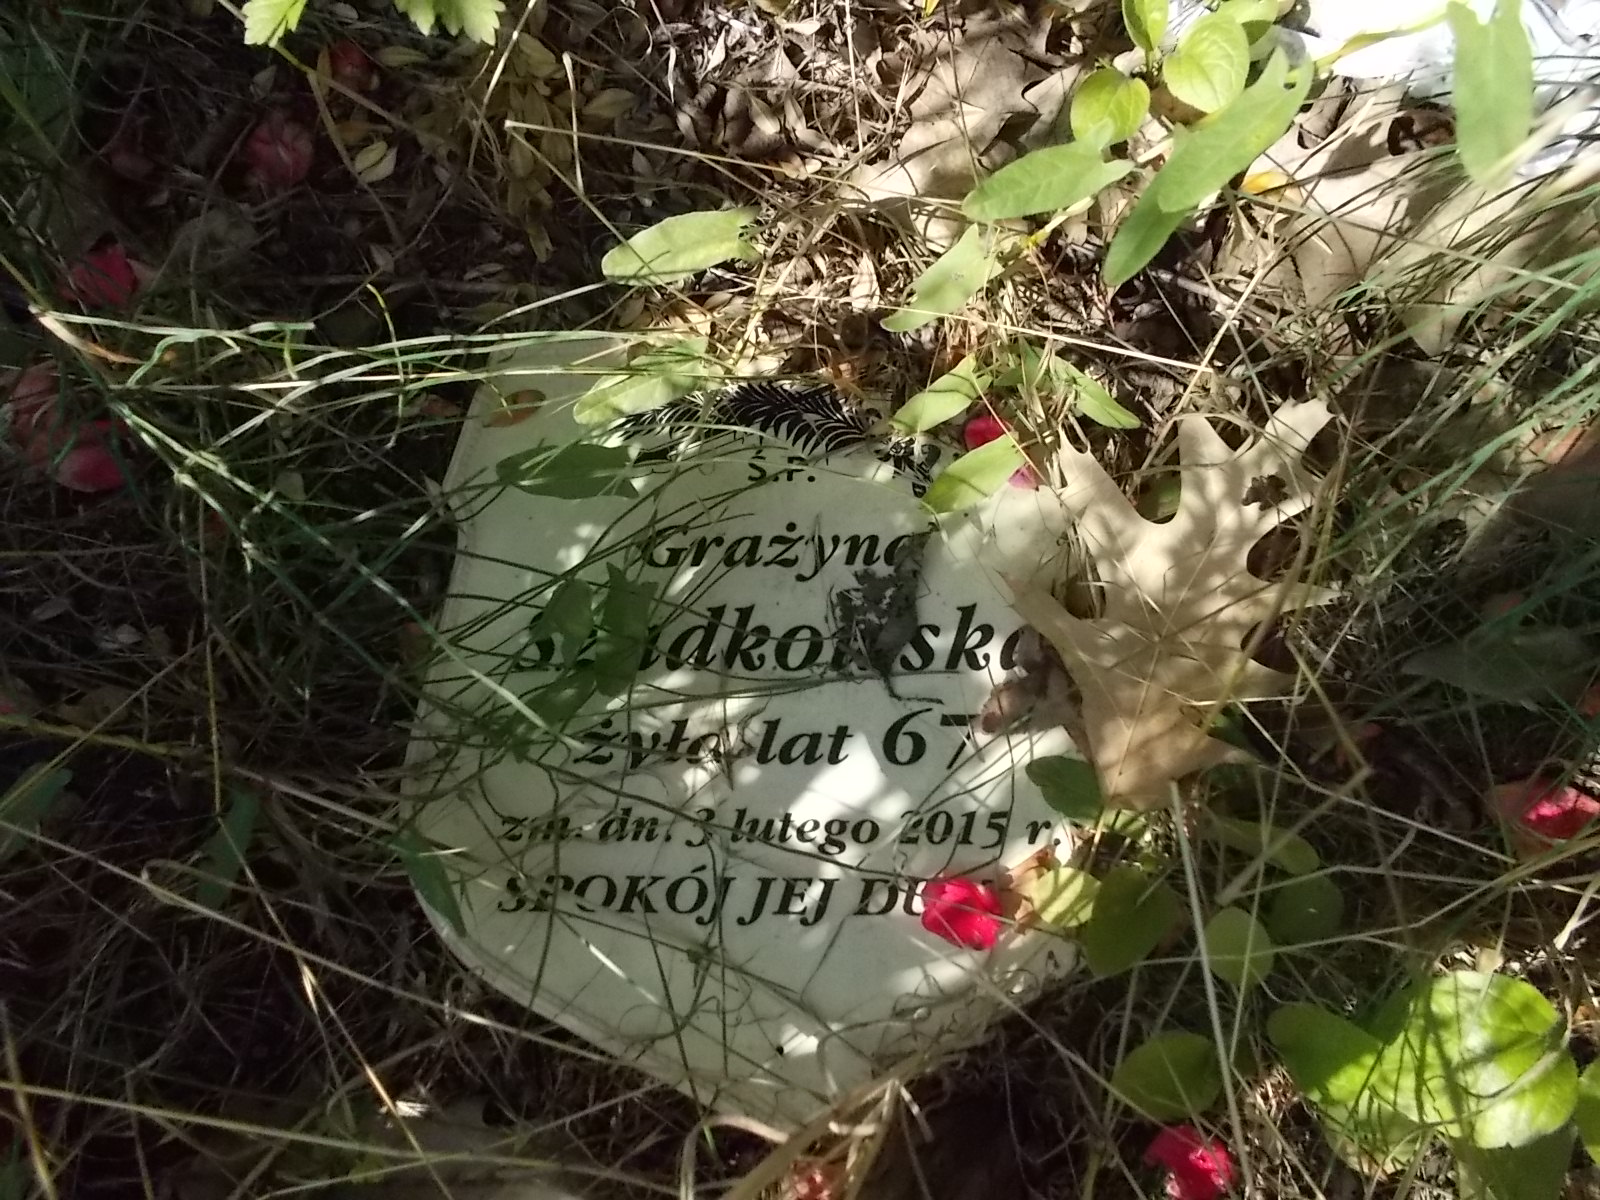 Ś.P.
Grażyna
żyła lat 67
zm. dn. 3 lutego 2015 r.
SPOKÓJ JEJ